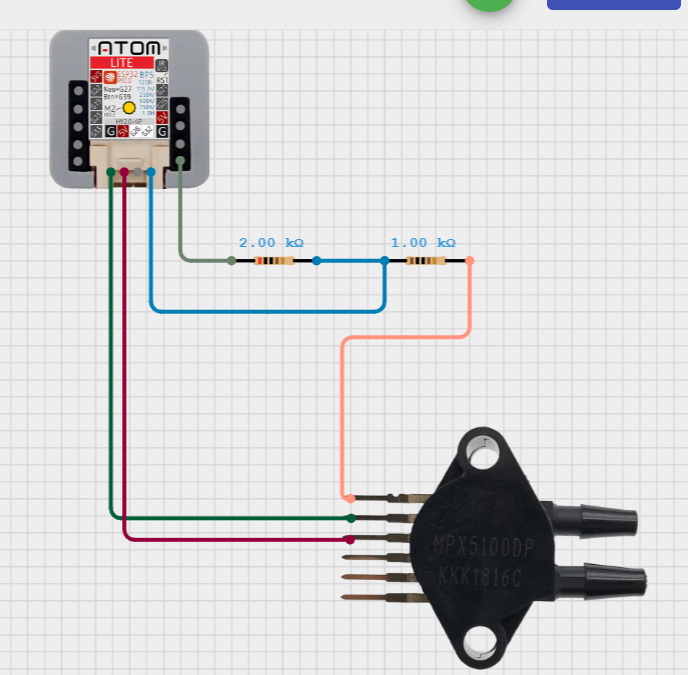 ATOM
LITE
ESP32
PICO
BPS
RST
Neo=G27
Btn=G39
M2
HY2.0-4P
G
G
2.00 kΩ
1.00 kΩ
MPX5100DP
KKK1816C